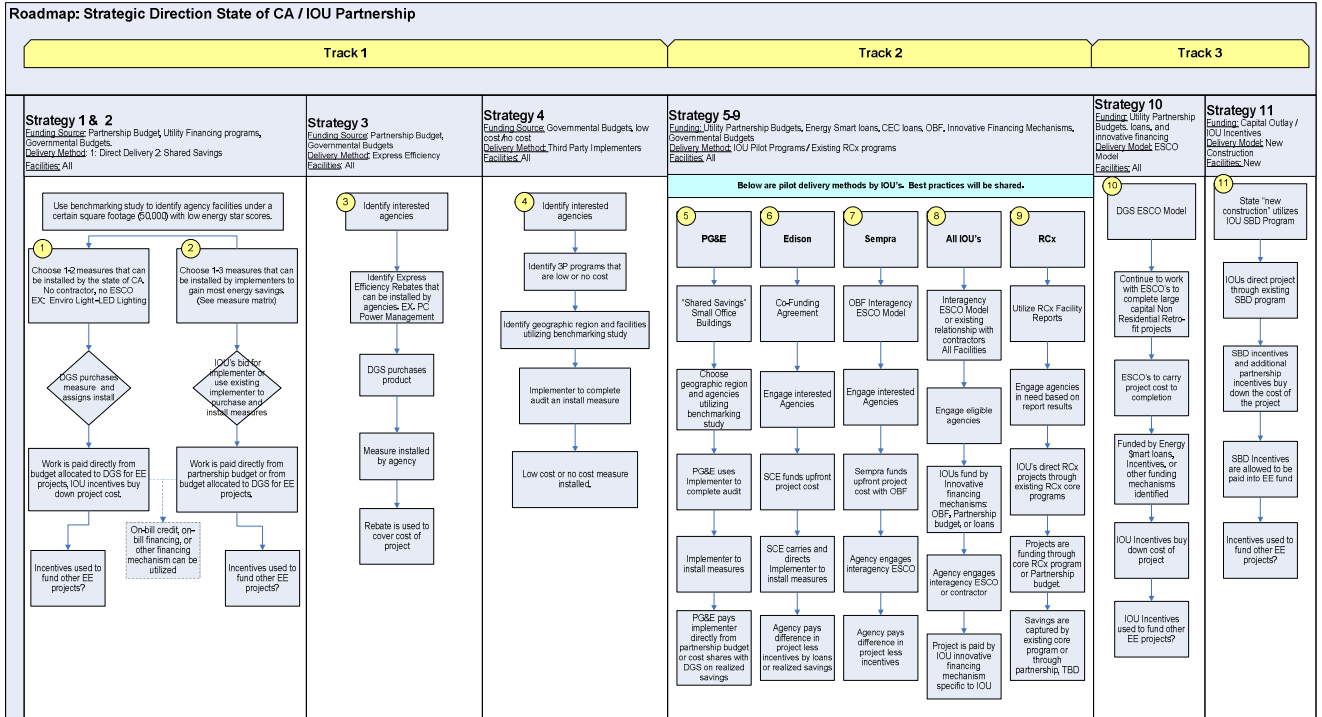 Roadmap: Strategic Direction State of CA / IOU Partnership
Track 1
Track 2
Track 3
Strategy 1 & 2
Funding Source: Partnership Budget, Utility Financing programs,
Governmental Budgets.
Delivery Method: 1: Direct Delivery 2: Shared Savings
Facilities: All
Strategy 3
Funding Source: Partnership Budget,
Governmental Budgets
Delivery Method: Express Efficiency
Facilities: All
Strategy 4
Funding Source: Governmental Budgets, low
cost/no cost
Delivery Method: Third Party Implementers
Facilities: All
Strategy 5-9
Funding: Utility Partnership Budgets, Energy Smart loans, CEC loans, OBF, Innovative Financing Mechanisms,
Governmental Budgets
Delivery Method: IOU Pilot Programs / Existing RCx programs
Facilities: All
Strategy 10
Funding: Utility
Partnership
Budgets. loans, and
innovative financing
Delivery Model: ESCO
Model
Facilities: All
Strategy 11
Funding: Capital Outlay /
IOU Incentives
Delivery Model: New
Construction
Facilities: New
Use benchmarking study to identify agency facilities under a
certain square footage (50,000) with low energy star scores.
1
Choose 1-2 measures that can
be installed by the state of CA.
No contractor, no ESCO
EX: Enviro Light-LED Lighting
DGS purchases
measure and
assigns install
Work is paid directly from
budget allocated to DGS for EE
projects, IOU incentives buy
down project cost.
Incentives used to
fund other EE
projects?
On-bill credit, on-
bill financing, or
other financing
mechanism can be
utilized
2
Choose 1-3 measures that can
be installed by implementers to
gain most energy savings.
(See measure matrix)
IOU's bid for
implementer or
use existing
implementer to
purchase and
install measures
Work is paid directly from
partnership budget or from
budget allocated to DGS for EE
projects.
Incentives used to
fund other EE
projects?
3
Identify interested
agencies
Identify Express
Efficiency Rebates that
can be installed by
agencies. EX. PC
Power Management
DGS purchases
product
Measure installed
by agency
Rebate is used to
cover cost of
project
4
Identify interested
agencies
Identify 3P programs
that are low or no cost
Identify geographic region and facilities
utilizing benchmarking study
Implementer to complete
audit an install measure
Low cost or no cost measure
installed.
Below are pilot delivery methods by IOU's. Best practices will be shared.
5
PG&E
"Shared Savings"
Small Office
Buildings
Choose
geographic region
and agencies
utilizing
benchmarking
study
PG&E uses
Implementer to
complete audit
Implementer to
install measures
PG&E pays
implementer
directly from
partnership budget
or cost shares with
DGS on realized
savings
6
Edison
Co-Funding
Agreement
Engage interested
Agencies
SCE funds upfront
project cost
SCE carries and
directs
Implementer to
install measures
Agency pays
difference in
project less
incentives by loans
or realized savings
7
Sempra
OBF Interagency
ESCO Model
Engage interested
Agencies
Sempra funds
upfront project
cost with OBF
Agency engages
interagency ESCO
Agency pays
difference in
project less
incentives
8
All IOU's
Interagency
ESCO Model
or existing
relationship with
contractors
All Facilities
Engage eligible
agencies
IOUs fund by
Innovative
financing
mechanisms:
OBF, Partnership
budget, or loans
Agency engages
interagency ESCO
or contractor
Project is paid by
IOU innovative
financing
mechanism
specific to IOU
9
RCx
Utilize RCx Facility
Reports
Engage agencies
in need based on
report results
IOU's direct RCx
projects through
existing RCx core
programs
Projects are
funding through
core RCx program
or Partnership
budget.
Savings are
captured by
existing core
program or
through
partnership, TBD
10
DGS ESCO Model
Continue to work
with ESCO's to
complete large
capital Non
Residential Retro-
fit projects
ESCO's to carry
project cost to
completion
Funded by Energy
$mart loans,
Incentives, or
other funding
mechanisms
identified
IOU Incentives buy
down cost of
project
IOU Incentives
used to fund other
EE projects?
11
State "new
construction" utilizes
IOU SBD Program
IOUs direct project
through existing
SBD program
SBD incentives
and additional
partnership
incentives buy
down the cost of
the project
SBD Incentives
are allowed to be
paid into EE fund
Incentives used to
fund other EE
projects?